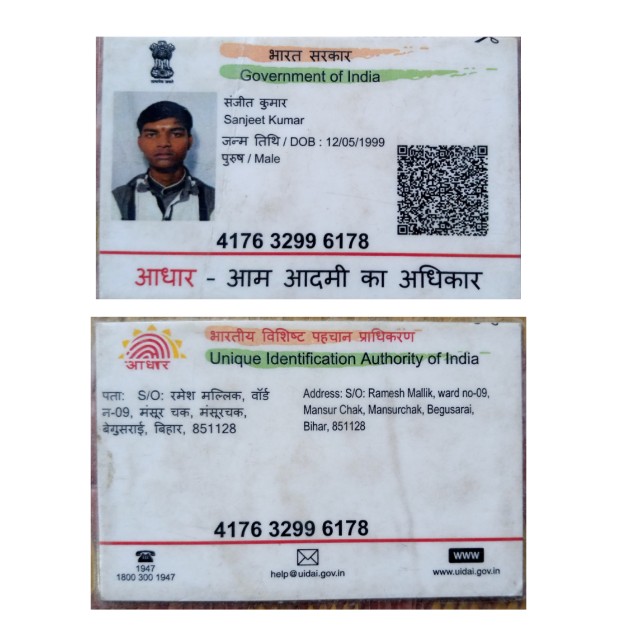 भारत सरकार
Government of India
संजीत कुमार
Sanjeet Kumar
जन्म तिथि / DOB : 12/05/1999
पुरुष / Male
4176 3299 6178
आधार - आम आदमी का अधिकार
भारतीय विशिष्ट पहचान प्राधिकरण
Unique Identification Authority of India
आधार
पता: S/O: रमेश मल्लिक, वॉर्ड
न-09, मंसूर चक, मंसूरचक,
बेगुसराई, बिहार, 851128
Address: S/O: Ramesh Mallik, ward no-09,
Mansur Chak, Mansurchak, Begusarai,
Bihar, 851128
4176 3299 6178
1947
1800 300 1947
help@uidai.gov.in
WWW
www.uidai.gov.in